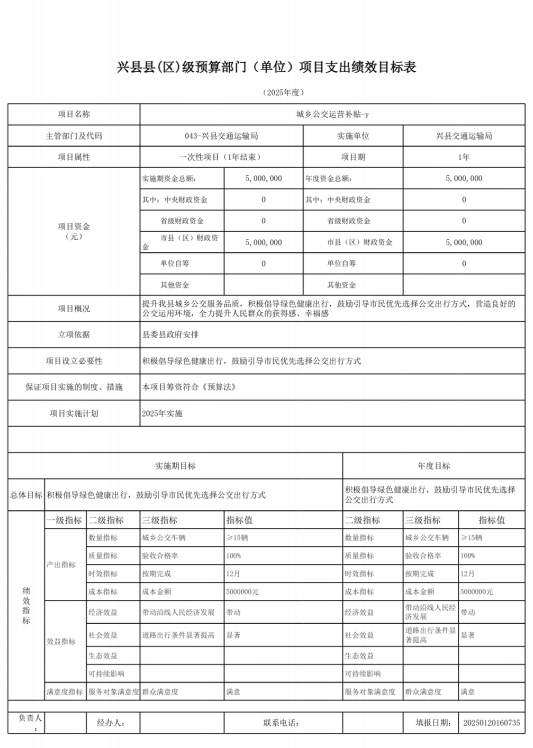 兴县县(区)级预算部门（单位）项目支出绩效目标表
（2025年度）
项目名称 城乡公交运营补贴-y
主管部门及代码 043-兴县交通运输局 实施单位 兴县交通运输局
项目属性 一次性项目（1年结束） 项目期 1年
项目资金
（元）
实施期资金总额： 5,000,000 年度资金总额： 5,000,000
其中：中央财政资金 0 其中：中央财政资金 0
省级财政资金 0 省级财政资金 0
市县（区）财政资金 5,000,000 市县（区）财政资金 5,000,000
单位自筹 0 单位自筹 0
其他资金 其他资金
项目概况 提升我县城乡公交服务品质，积极倡导绿色健康出行，鼓励引导市民优先选择公交出行方式，营造良好的
公交运用环境，全力提升人民群众的获得感、幸福感
立项依据 县委县政府安排
项目设立必要性 积极倡导绿色健康出行，鼓励引导市民优先选择公交出行方式
保证项目实施的制度、措施 本项目筹资符合《预算法》
项目实施计划 2025年实施
实施期目标 年度目标
总体目标 积极倡导绿色健康出行，鼓励引导市民优先选择公交出行方式 积极倡导绿色健康出行，鼓励引导市民优先选择
公交出行方式
绩效指标
一级指标 二级指标 三级指标 指标值 二级指标 三级指标 指标值
产出指标
数量指标 城乡公交车辆 ≥15辆 数量指标 城乡公交车辆 ≥15辆
质量指标 验收合格率 100% 质量指标 验收合格率 100%
时效指标 按期完成 12月 时效指标 按期完成 12月
成本指标 成本金额 5000000元 成本指标 成本金额 5000000元
效益指标
经济效益 带动沿线人民经济发展 带动 经济效益 带动沿线人民经
济发展 带动
社会效益 道路出行条件显著提高 显著 社会效益 道路出行条件显
著提高 显著
生态效益 生态效益
可持续影响 可持续影响
满意度指标 服务对象满意度 群众满意度 满意 服务对象满意度 群众满意度 满意
负责人： 经办人： 联系电话： 填报日期： 20250120160735